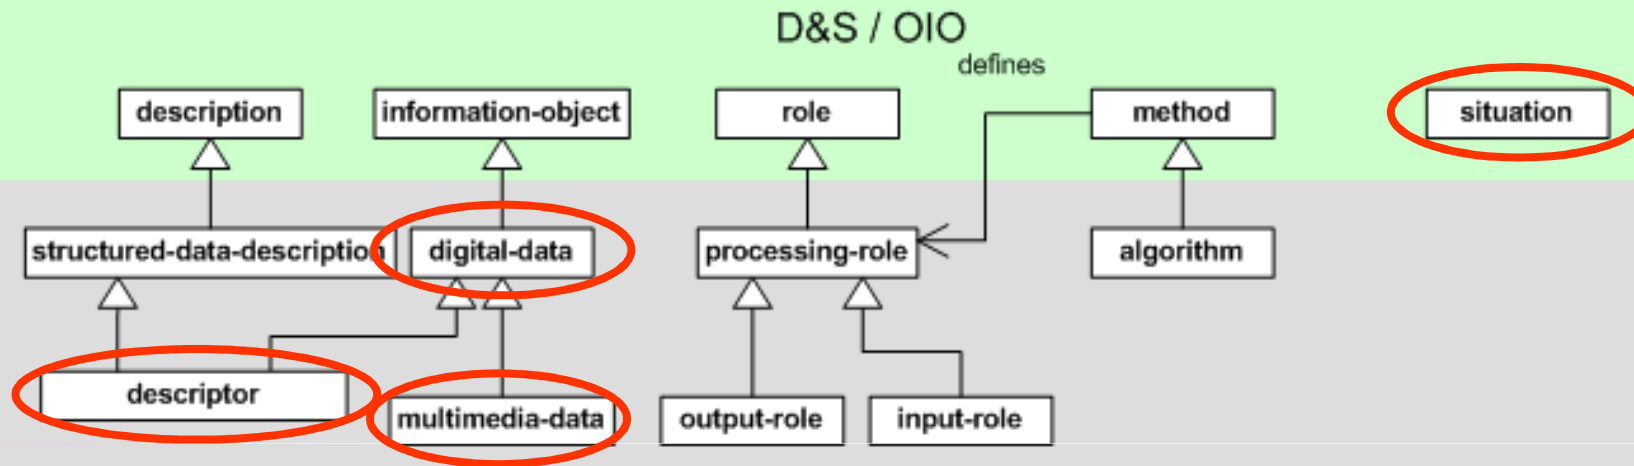 D&S / OIO
defines
description
information-object
role
method
situation
structured-data-description
digital-data
processing-role
algorithm
descriptor
multimedia-data
output-role
input-role